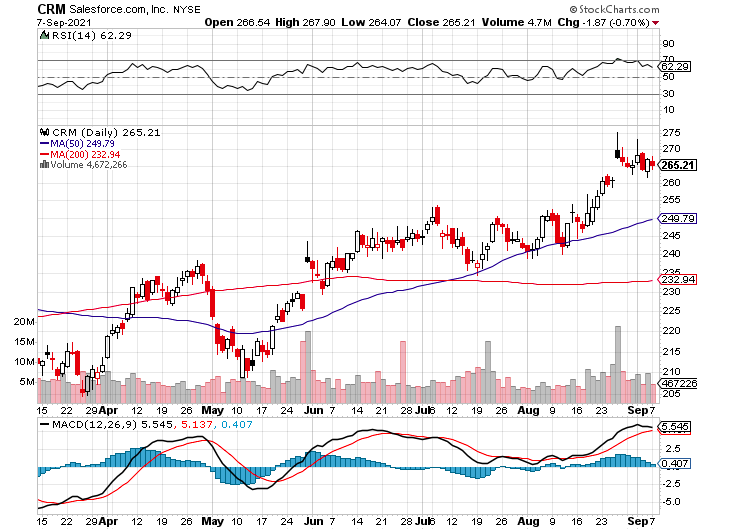 CRM Salesforce.com, Inc. NYSE © StockCharts.com
7-Sep-2021 Open 266.54 High 267.90 Low 264.07 Close 265.21 Volume 4.7M Chg -1.87 (-0.70%)
RSI(14) 62.29
90
70
62.29
50
30
10
CRM (Daily) 265.21
MA(50) 249.79
MA(200) 232.94
Volume 4,672,266
275
270
265.21
260
255
249.79
245
240
235
232.94
230
225
220
215
210
205
20M
15M
10M
5M
467226
15 22 29 Apr 12 19 26 May 10 17 24 Jun 7 14 21 28 Jul 6 12 19 26 Aug 9 16 23 Sep 7
MACD(12,26,9) 5.545, 5.137, 0.407
5.545
2.5
0.407
-2.5
-5.0
15 22 29 Apr 12 19 26 May 10 17 24 Jun 7 14 21 28 Jul 6 12 19 26 Aug 9 16 23 Sep 7